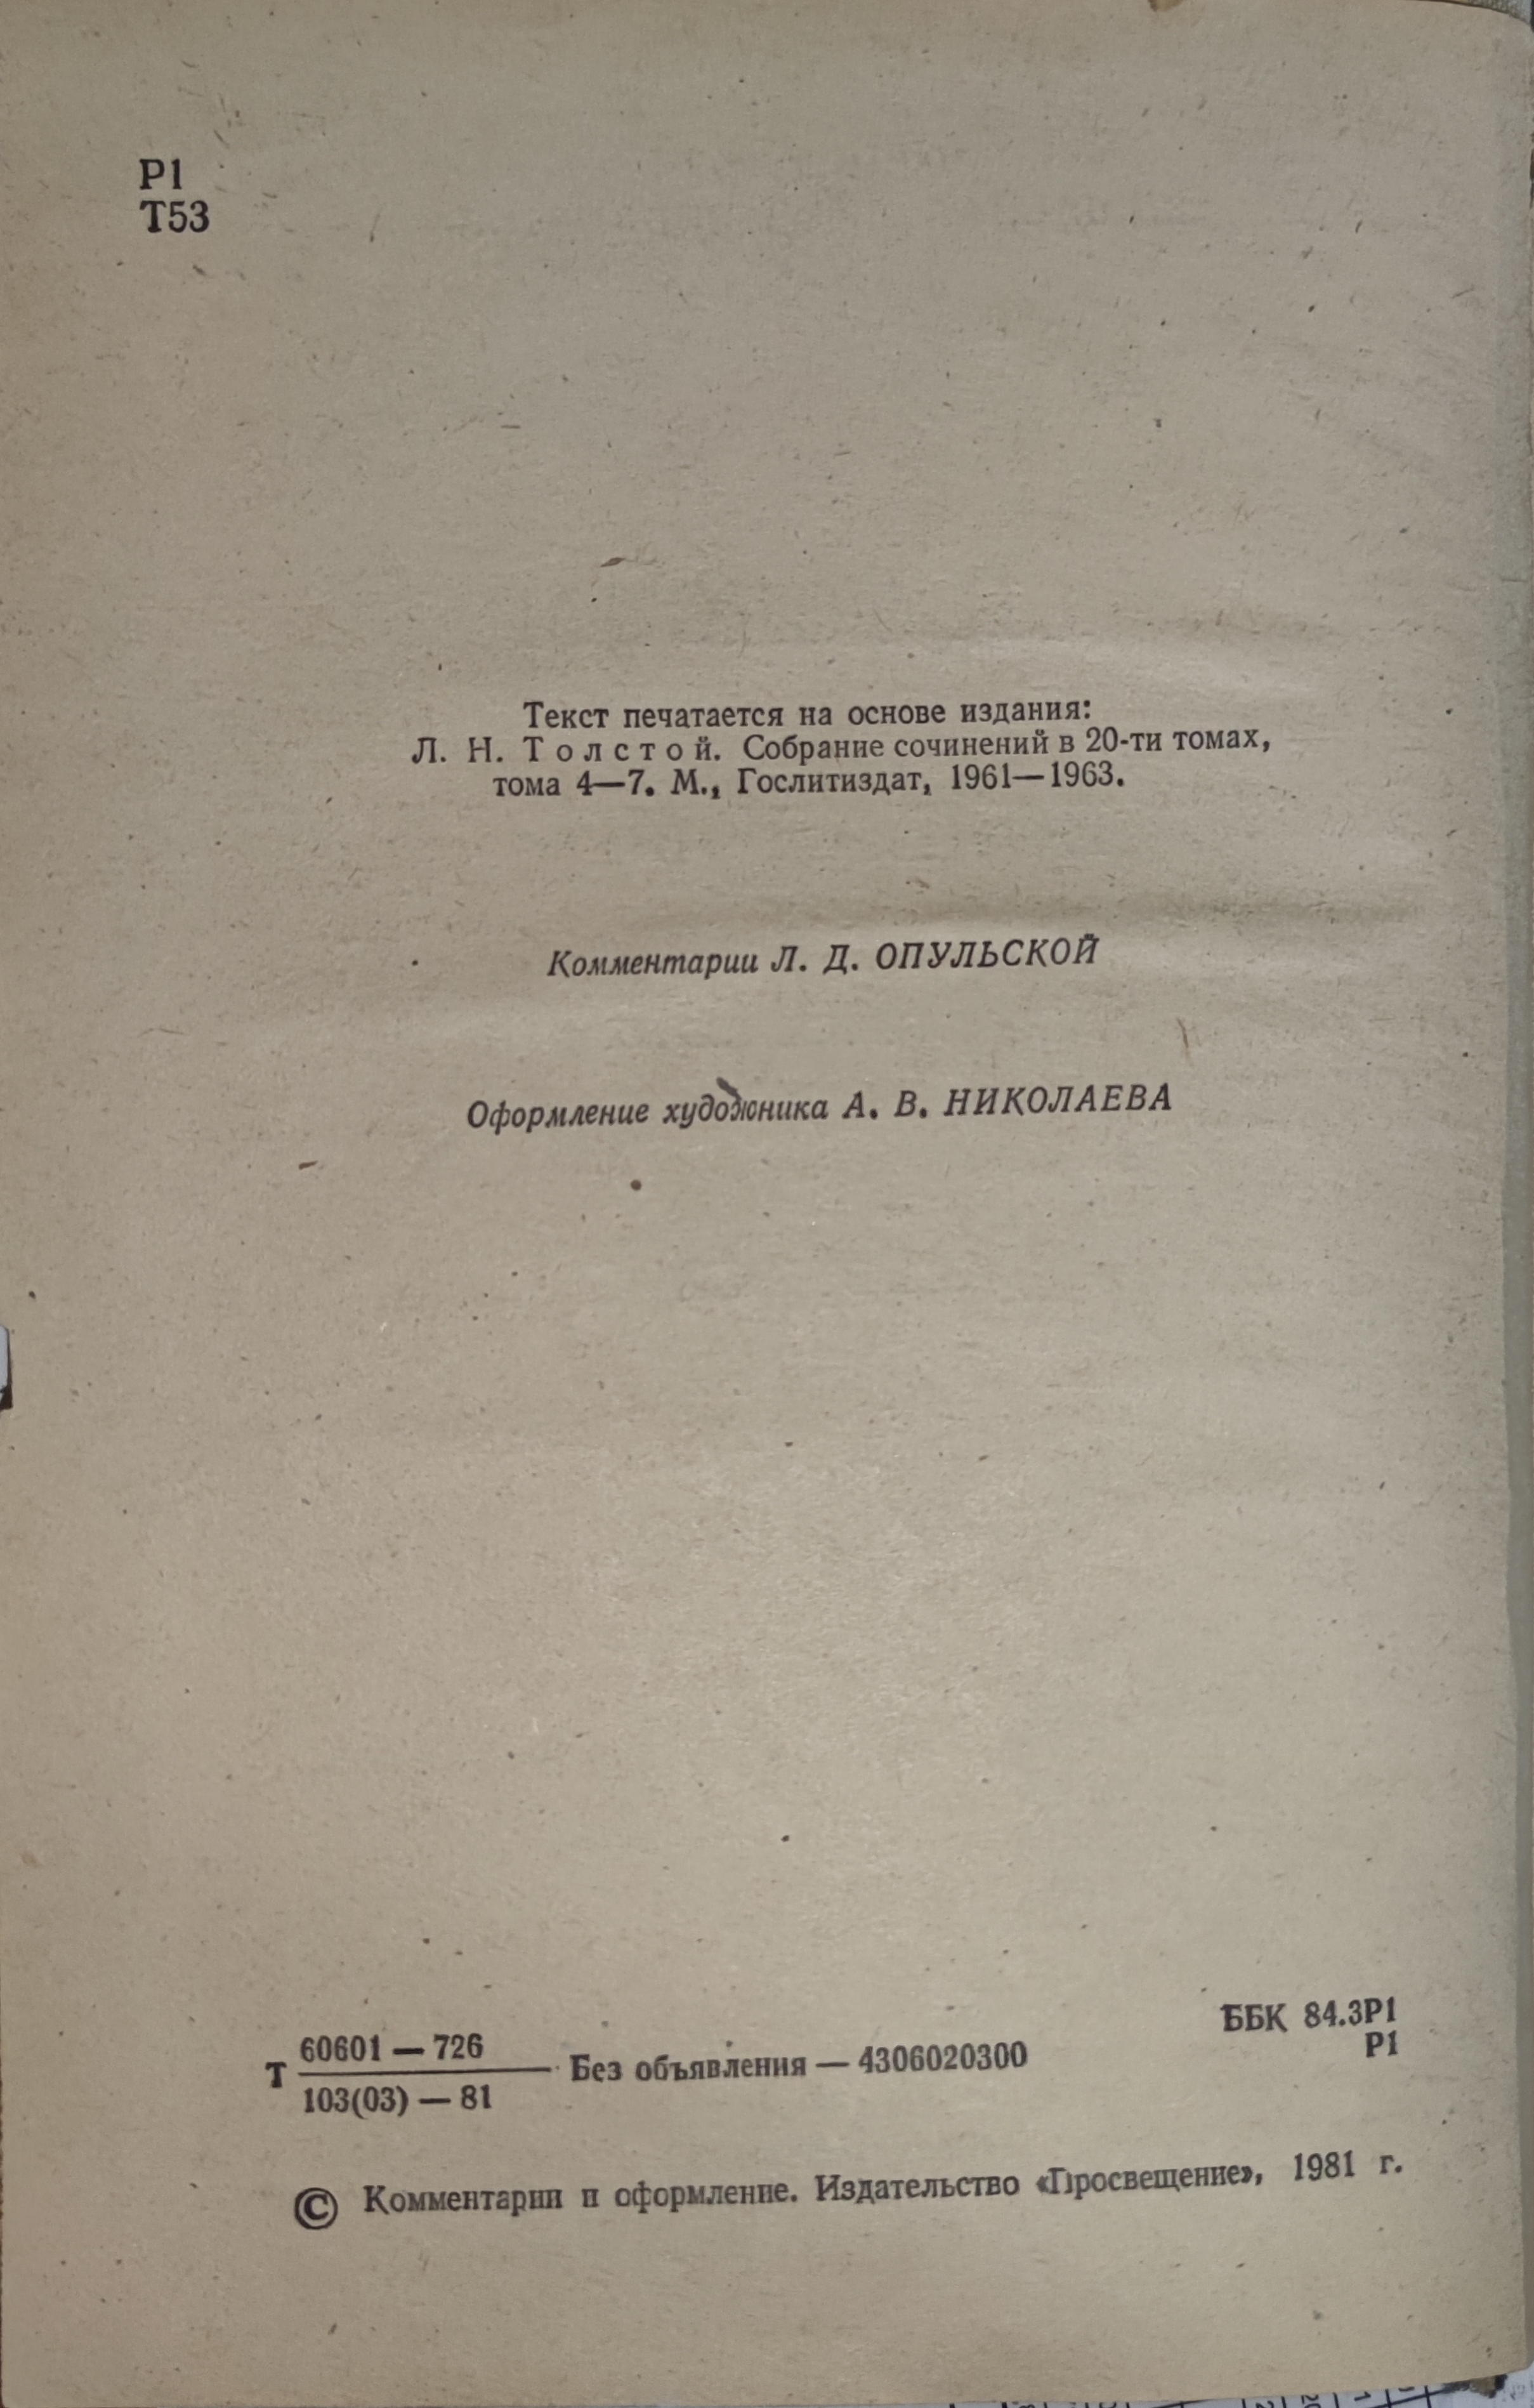 Р1
Т53
Текст печатается на основе издания:
Л. Н. Толстой. Собрание сочинений в 20-ти томах,
тома 4—7. М., Гослитиздат, 1961—1963.
Комментарии Л. Д. ОПУЛЬСКОЙ
Оформление художника А. В. НИКОЛАЕВА
ББК 84.3Р1
Р1
Т 60601 — 726
103(03) — 81 Без объявления — 4306020300
© Комментарии и оформление. Издательство «Просвещение», 1981 г.